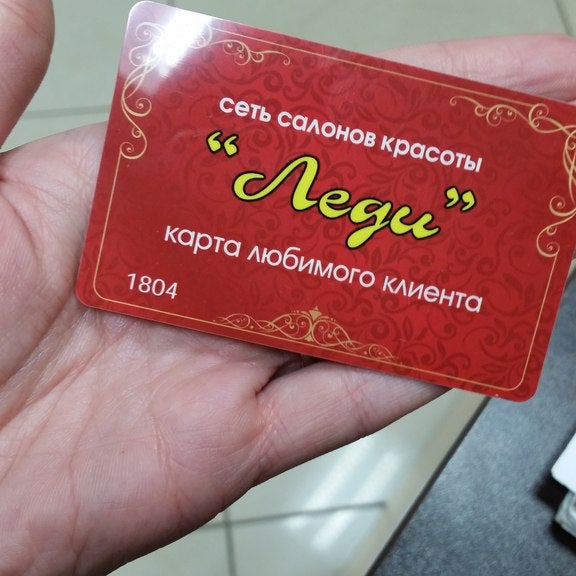 сеть салонов красоты
“Леди”
карта любимого клиента
1804